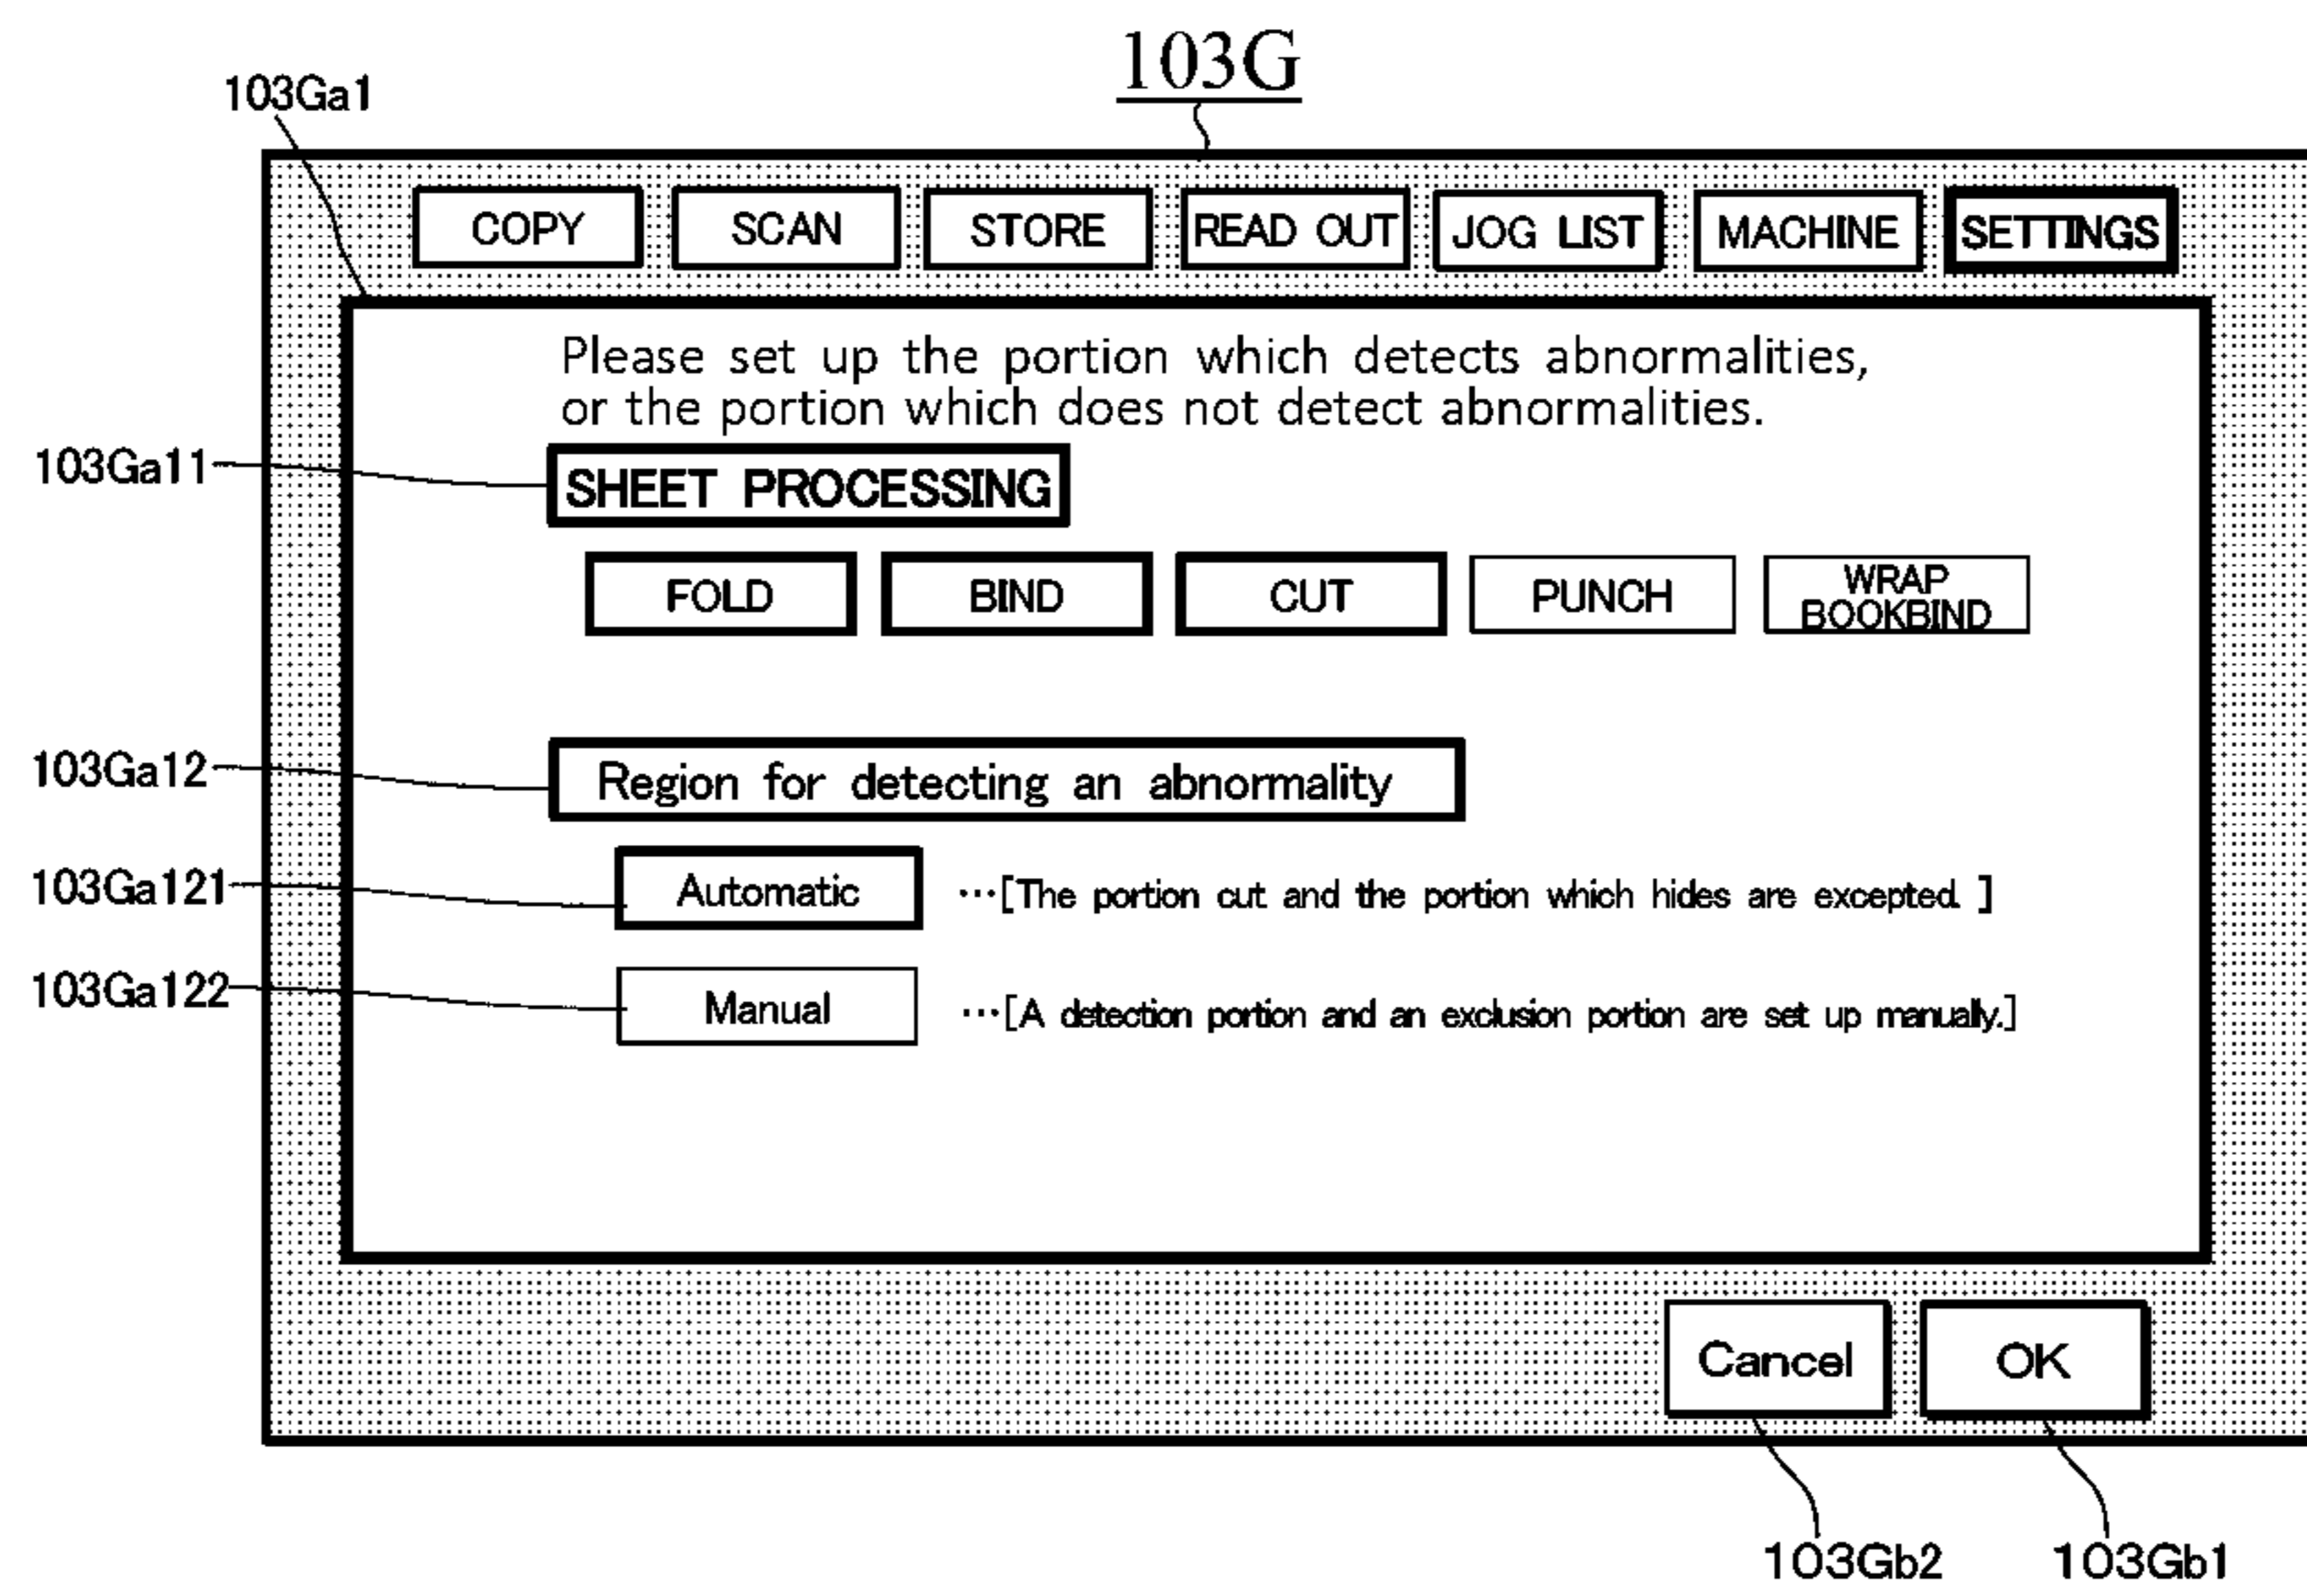 103G
103Ga1
COPY SCAN STORE READ OUT JOG LIST MACHINE SETTINGS
Please set up the portion which detects abnormalities,
or the portion which does not detect abnormalities.
103Ga11 SHEET PROCESSING
FOLD BIND CUT PUNCH WRAP
BOOKBIND
103Ga12 Region for detecting an abnormality
103Ga121 Automatic …[The portion cut and the portion which hides are excepted. ]
103Ga122 Manual …[A detection portion and an exclusion portion are set up manually.]
Cancel OK
103Gb2 103Gb1